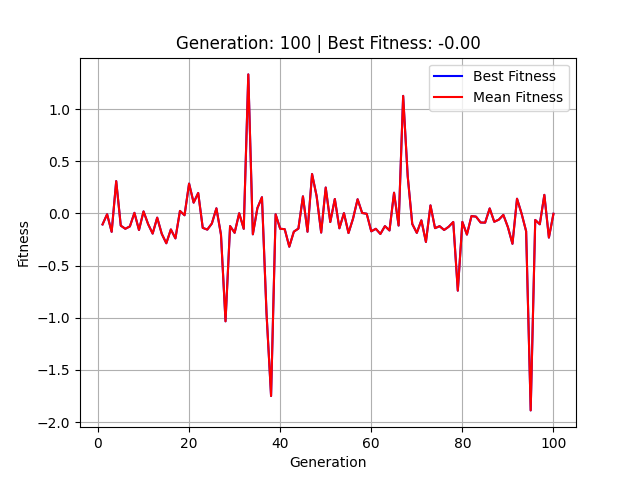 Generation: 100 | Best Fitness: -0.00
Best Fitness
Mean Fitness
1.0
0.5
0.0
−0.5
−1.0
−1.5
−2.0
Fitness
0 20 40 60 80 100
Generation